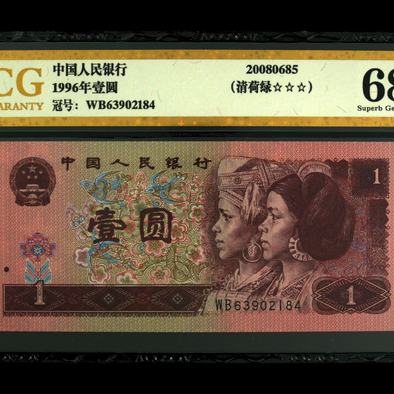 CG
ARANTY
中国人民银行
1996年壹圆
冠号: WB63902184
20080685
(清荷绿☆☆☆)
68
Superb Ge
中国人民银行
壹圆
1
1
1
WB63902184